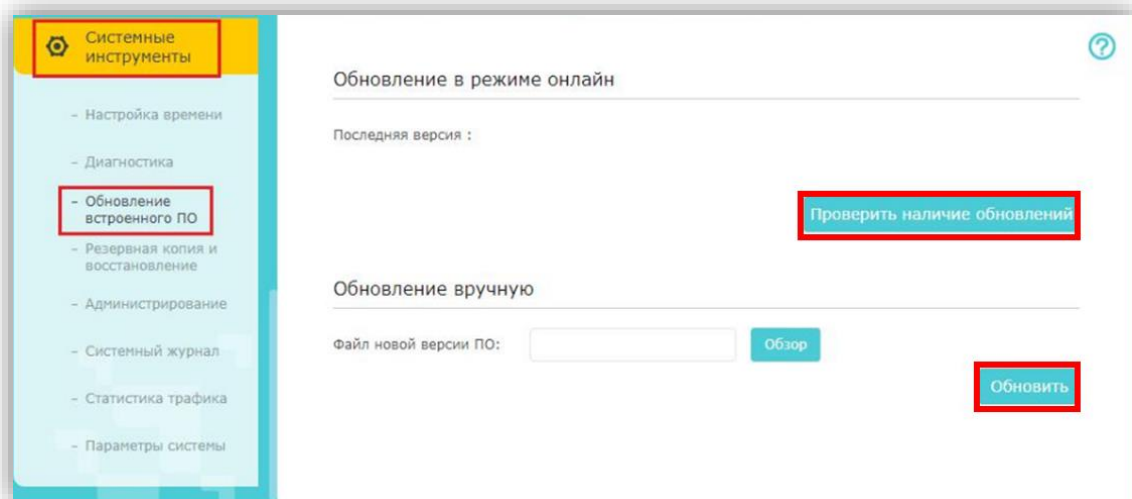 Системные
инструменты
– Настройка времени
– Диагностика
– Обновление
встроенного ПО
– Резервная копия и
восстановление
– Администрирование
– Системный журнал
– Статистика трафика
– Параметры системы
?
Обновление в режиме онлайн
Последняя версия :
Проверить наличие обновлений
Обновление вручную
Файл новой версии ПО:
Обзор
Обновить